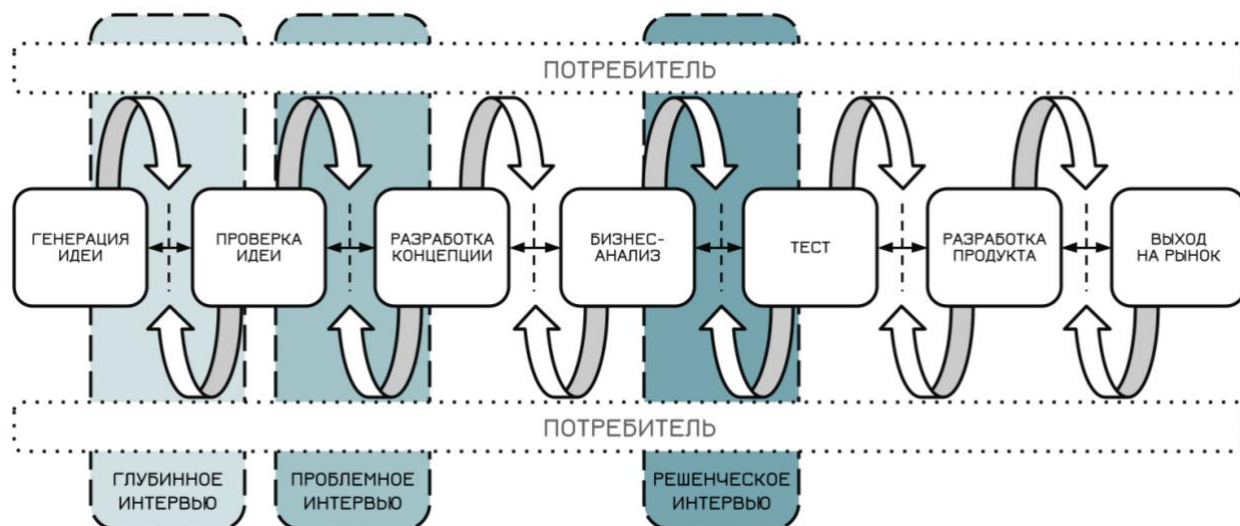 ПОТРЕБИТЕЛЬ
ГЕНЕРАЦИЯ
ИДЕИ
ПРОВЕРКА
ИДЕИ
РАЗРАБОТКА
КОНЦЕПЦИИ
БИЗНЕС-
АНАЛИЗ
ТЕСТ
РАЗРАБОТКА
ПРОДУКТА
ВЫХОД
НА РЫНОК
ПОТРЕБИТЕЛЬ
ГЛУБИННОЕ
ИНТЕРВЬЮ
ПРОБЛЕМНОЕ
ИНТЕРВЬЮ
РЕШЕНЧЕСКОЕ
ИНТЕРВЬЮ